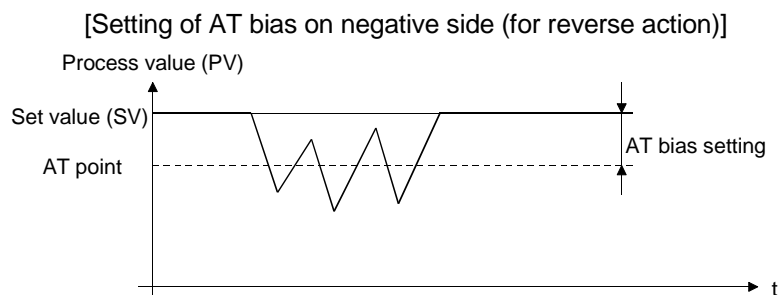 [Setting of AT bias on negative side (for reverse action)]
Process value (PV)
Set value (SV)
AT bias setting
AT point
t